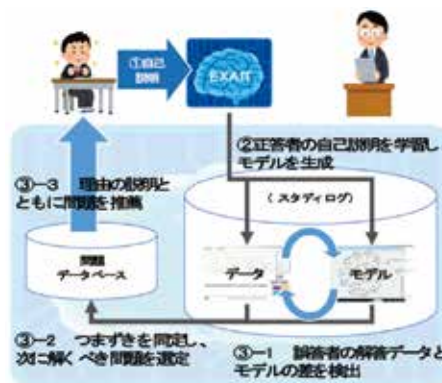 ①自己
説明
EXAIT
②正答者の自己説明を学習し
モデルを生成
③-3 理由の説明と
ともに問題を推薦
(スタディログ)
問題
データベース
データ
モデル
③-2 つまずきを同定し、
次に解くべき問題を選定
③-1 誤答者の解答データと
モデルの差を検出